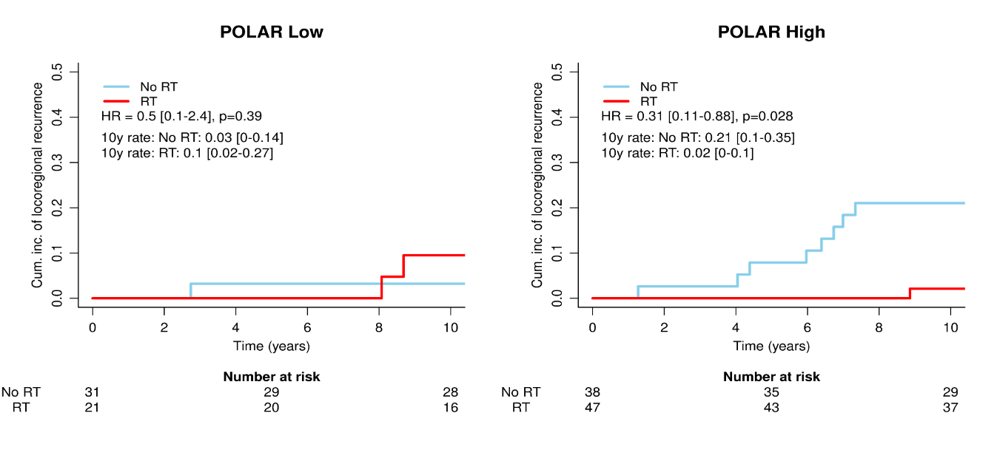 POLAR Low
Cum. inc. of locoregional recurrence
0.5
0.4
0.3
0.2
0.1
0.0
No RT
RT
HR = 0.5 [0.1-2.4], p=0.39
10y rate: No RT: 0.03 [0-0.14]
10y rate: RT: 0.1 [0.02-0.27]
0 2 4 6 8 10
Time (years)
Number at risk
No RT 31 29 28
RT 21 20 16
POLAR High
Cum. inc. of locoregional recurrence
0.5
0.4
0.3
0.2
0.1
0.0
No RT
RT
HR = 0.31 [0.11-0.88], p=0.028
10y rate: No RT: 0.21 [0.1-0.35]
10y rate: RT: 0.02 [0-0.1]
0 2 4 6 8 10
Time (years)
Number at risk
No RT 38 35 29
RT 47 43 37